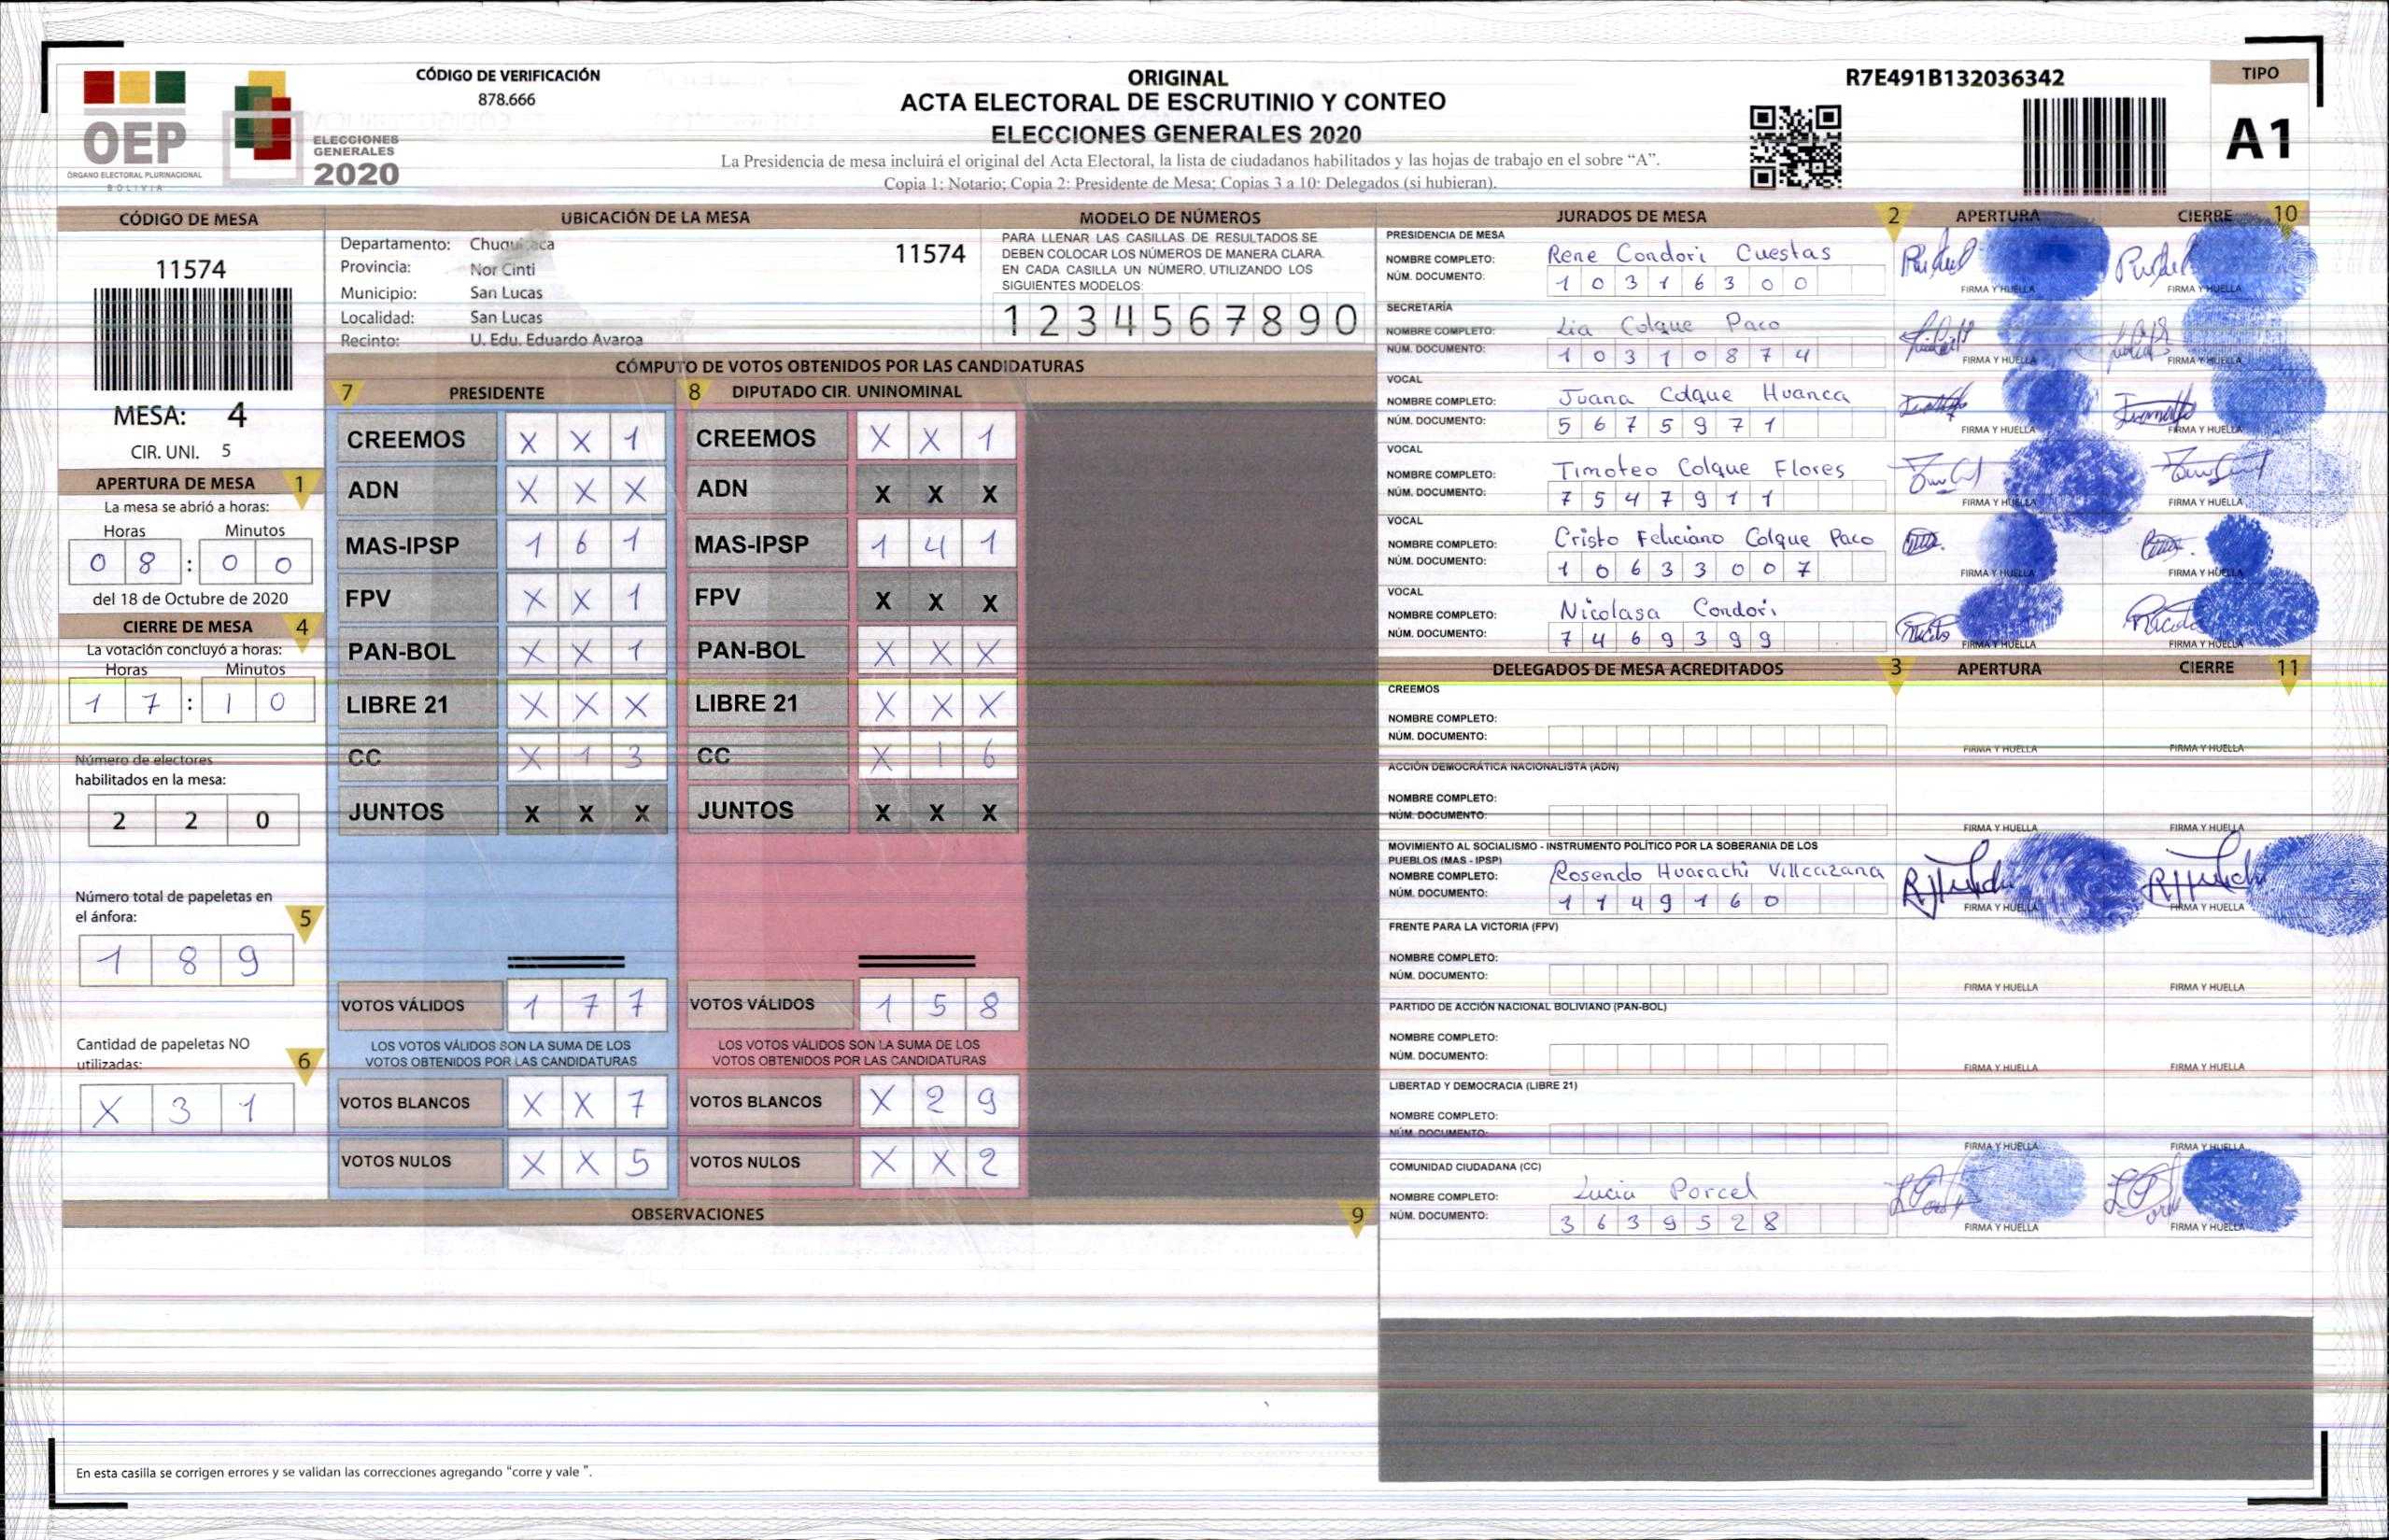 OEP
ÓRGANO ELECTORAL PLURINACIONAL
BOLIVIA
ELECCIONES
GENERALES
2020
CÓDIGO DE VERIFICACIÓN
878.666
ORIGINAL
ACTA ELECTORAL DE ESCRUTINIO Y CONTEO
ELECCIONES GENERALES 2020
La Presidencia de mesa incluirá el original del Acta Electoral, la lista de ciudadanos habilitados y las hojas de trabajo en el sobre “A”.
Copia 1: Notario; Copia 2: Presidente de Mesa; Copias 3 a 10: Delegados (si hubieran).
R7E491B132036342
TIPO
A1
CÓDIGO DE MESA
11574
MESA: 4
CIR. UNI. 5
APERTURA DE MESA 1
La mesa se abrió a horas:
Horas Minutos
0 8 : 0 0
del 18 de Octubre de 2020
CIERRE DE MESA 4
La votación concluyó a horas:
Horas Minutos
1 7 : 1 0
Número de electores
habilitados en la mesa:
2 2 0
Número total de papeletas en
el ánfora: 5
1 8 9
Cantidad de papeletas NO
utilizadas: 6
X 3 1
UBICACIÓN DE LA MESA
Departamento: Chuquisaca 11574
Provincia: Nor Cinti
Municipio: San Lucas
Localidad: San Lucas
Recinto: U. Edu. Eduardo Avaroa
MODELO DE NÚMEROS
PARA LLENAR LAS CASILLAS DE RESULTADOS SE
DEBEN COLOCAR LOS NÚMEROS DE MANERA CLARA.
EN CADA CASILLA UN NÚMERO, UTILIZANDO LOS
SIGUIENTES MODELOS:
1 2 3 4 5 6 7 8 9 0
CÓMPUTO DE VOTOS OBTENIDOS POR LAS CANDIDATURAS
7 PRESIDENTE
CREEMOS X X 1
ADN X X X
MAS-IPSP 1 6 1
FPV X X 1
PAN-BOL X X 1
LIBRE 21 X X X
CC X 1 3
JUNTOS X X X
VOTOS VÁLIDOS 1 7 7
LOS VOTOS VÁLIDOS SON LA SUMA DE LOS
VOTOS OBTENIDOS POR LAS CANDIDATURAS
VOTOS BLANCOS X X 7
VOTOS NULOS X X 5
8 DIPUTADO CIR. UNINOMINAL
CREEMOS X X 1
ADN X X X
MAS-IPSP 1 4 1
FPV X X X
PAN-BOL X X X
LIBRE 21 X X X
CC X 1 6
JUNTOS X X X
VOTOS VÁLIDOS 1 5 8
LOS VOTOS VÁLIDOS SON LA SUMA DE LOS
VOTOS OBTENIDOS POR LAS CANDIDATURAS
VOTOS BLANCOS X 2 9
VOTOS NULOS X X 2
OBSERVACIONES 9
En esta casilla se corrigen errores y se validan las correcciones agregando “corre y vale ”.
JURADOS DE MESA 2 APERTURA CIERRE 10
PRESIDENCIA DE MESA
NOMBRE COMPLETO: Rene Condori Cuestas
NÚM. DOCUMENTO: 1 0 3 1 6 3 0 0
FIRMA Y HUELLA FIRMA Y HUELLA
SECRETARÍA
NOMBRE COMPLETO: Lia Colque Paco
NÚM. DOCUMENTO: 1 0 3 1 0 8 7 4
FIRMA Y HUELLA FIRMA Y HUELLA
VOCAL
NOMBRE COMPLETO: Juana Colque Huanca
NÚM. DOCUMENTO: 5 6 7 5 9 7 1
FIRMA Y HUELLA FIRMA Y HUELLA
VOCAL
NOMBRE COMPLETO: Timoteo Colque Flores
NÚM. DOCUMENTO: 7 5 4 7 9 1 1
FIRMA Y HUELLA FIRMA Y HUELLA
VOCAL
NOMBRE COMPLETO: Cristo Feliciano Colque Paco
NÚM. DOCUMENTO: 1 0 6 3 3 0 0 7
FIRMA Y HUELLA FIRMA Y HUELLA
VOCAL
NOMBRE COMPLETO: Nicolasa Condori
NÚM. DOCUMENTO: 7 4 6 9 3 9 9
FIRMA Y HUELLA FIRMA Y HUELLA
DELEGADOS DE MESA ACREDITADOS 3 APERTURA CIERRE 11
CREEMOS
NOMBRE COMPLETO:
NÚM. DOCUMENTO:
FIRMA Y HUELLA FIRMA Y HUELLA
ACCIÓN DEMOCRÁTICA NACIONALISTA (ADN)
NOMBRE COMPLETO:
NÚM. DOCUMENTO:
FIRMA Y HUELLA FIRMA Y HUELLA
MOVIMIENTO AL SOCIALISMO - INSTRUMENTO POLÍTICO POR LA SOBERANIA DE LOS
PUEBLOS (MAS - IPSP)
NOMBRE COMPLETO: Rosendo Huarachi Villcazana
NÚM. DOCUMENTO: 1 1 4 9 1 6 0
FIRMA Y HUELLA FIRMA Y HUELLA
FRENTE PARA LA VICTORIA (FPV)
NOMBRE COMPLETO:
NÚM. DOCUMENTO:
FIRMA Y HUELLA FIRMA Y HUELLA
PARTIDO DE ACCIÓN NACIONAL BOLIVIANO (PAN-BOL)
NOMBRE COMPLETO:
NÚM. DOCUMENTO:
FIRMA Y HUELLA FIRMA Y HUELLA
LIBERTAD Y DEMOCRACIA (LIBRE 21)
NOMBRE COMPLETO:
NÚM. DOCUMENTO:
FIRMA Y HUELLA FIRMA Y HUELLA
COMUNIDAD CIUDADANA (CC)
NOMBRE COMPLETO: Lucia Porcel
NÚM. DOCUMENTO: 3 6 3 9 5 2 8
FIRMA Y HUELLA FIRMA Y HUELLA